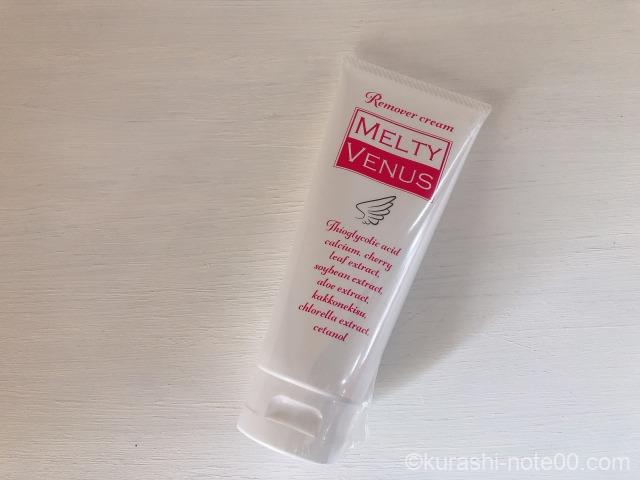 Remover cream
MELTY
VENUS
Thioglycolic acid
calcium, cherry
leaf extract,
soybean extract,
aloe extract,
kakkonekisu,
chlorella extract,
cetanol
©kurashi-note00.com